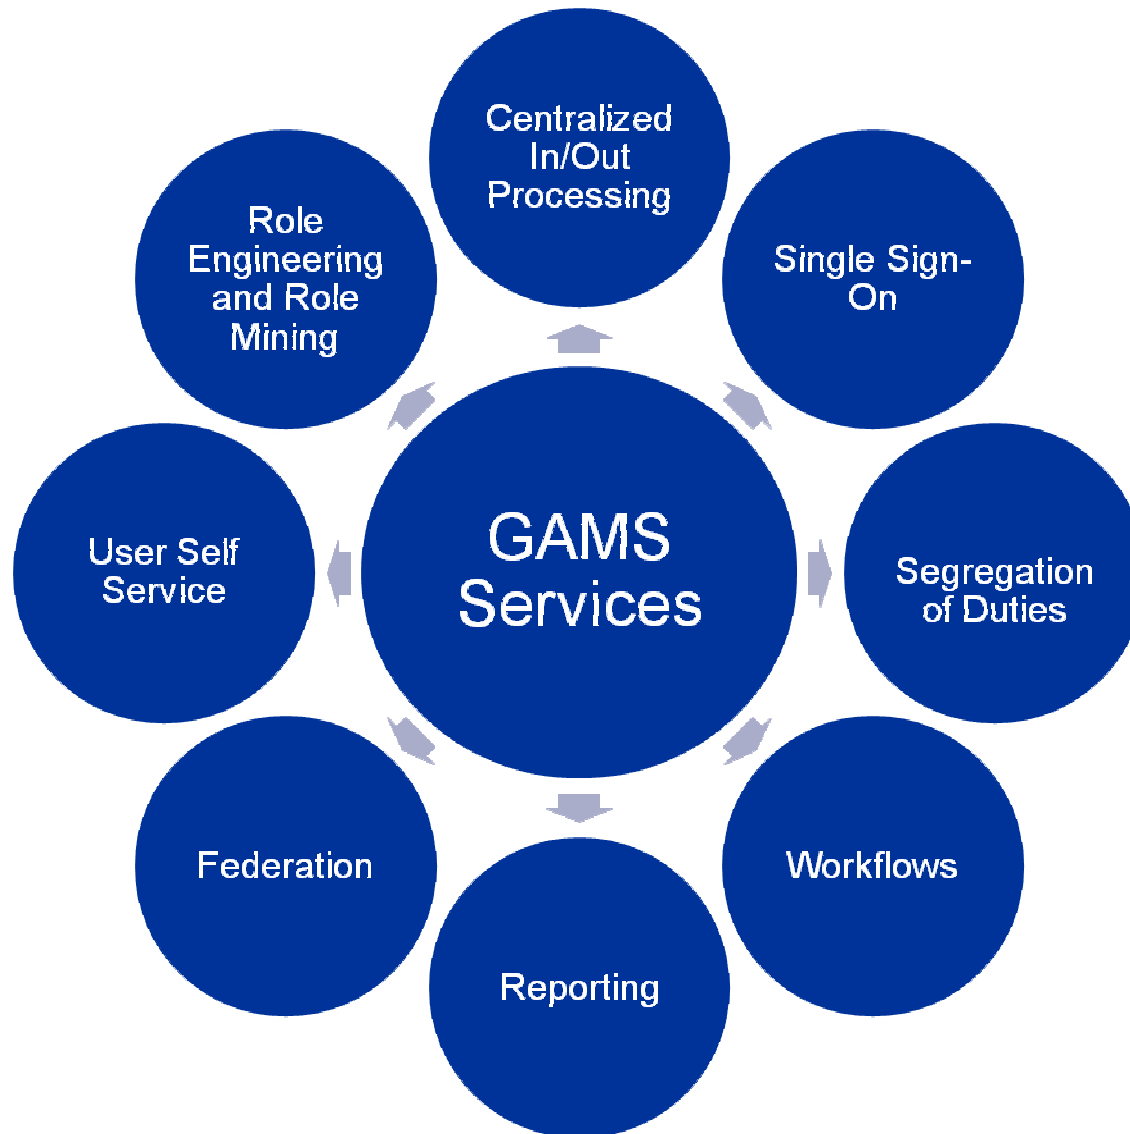 Centralized
In/Out
Processing
Single Sign-
On
Segregation
of Duties
Workflows
Reporting
Federation
User Self
Service
Role
Engineering
and Role
Mining
GAMS
Services